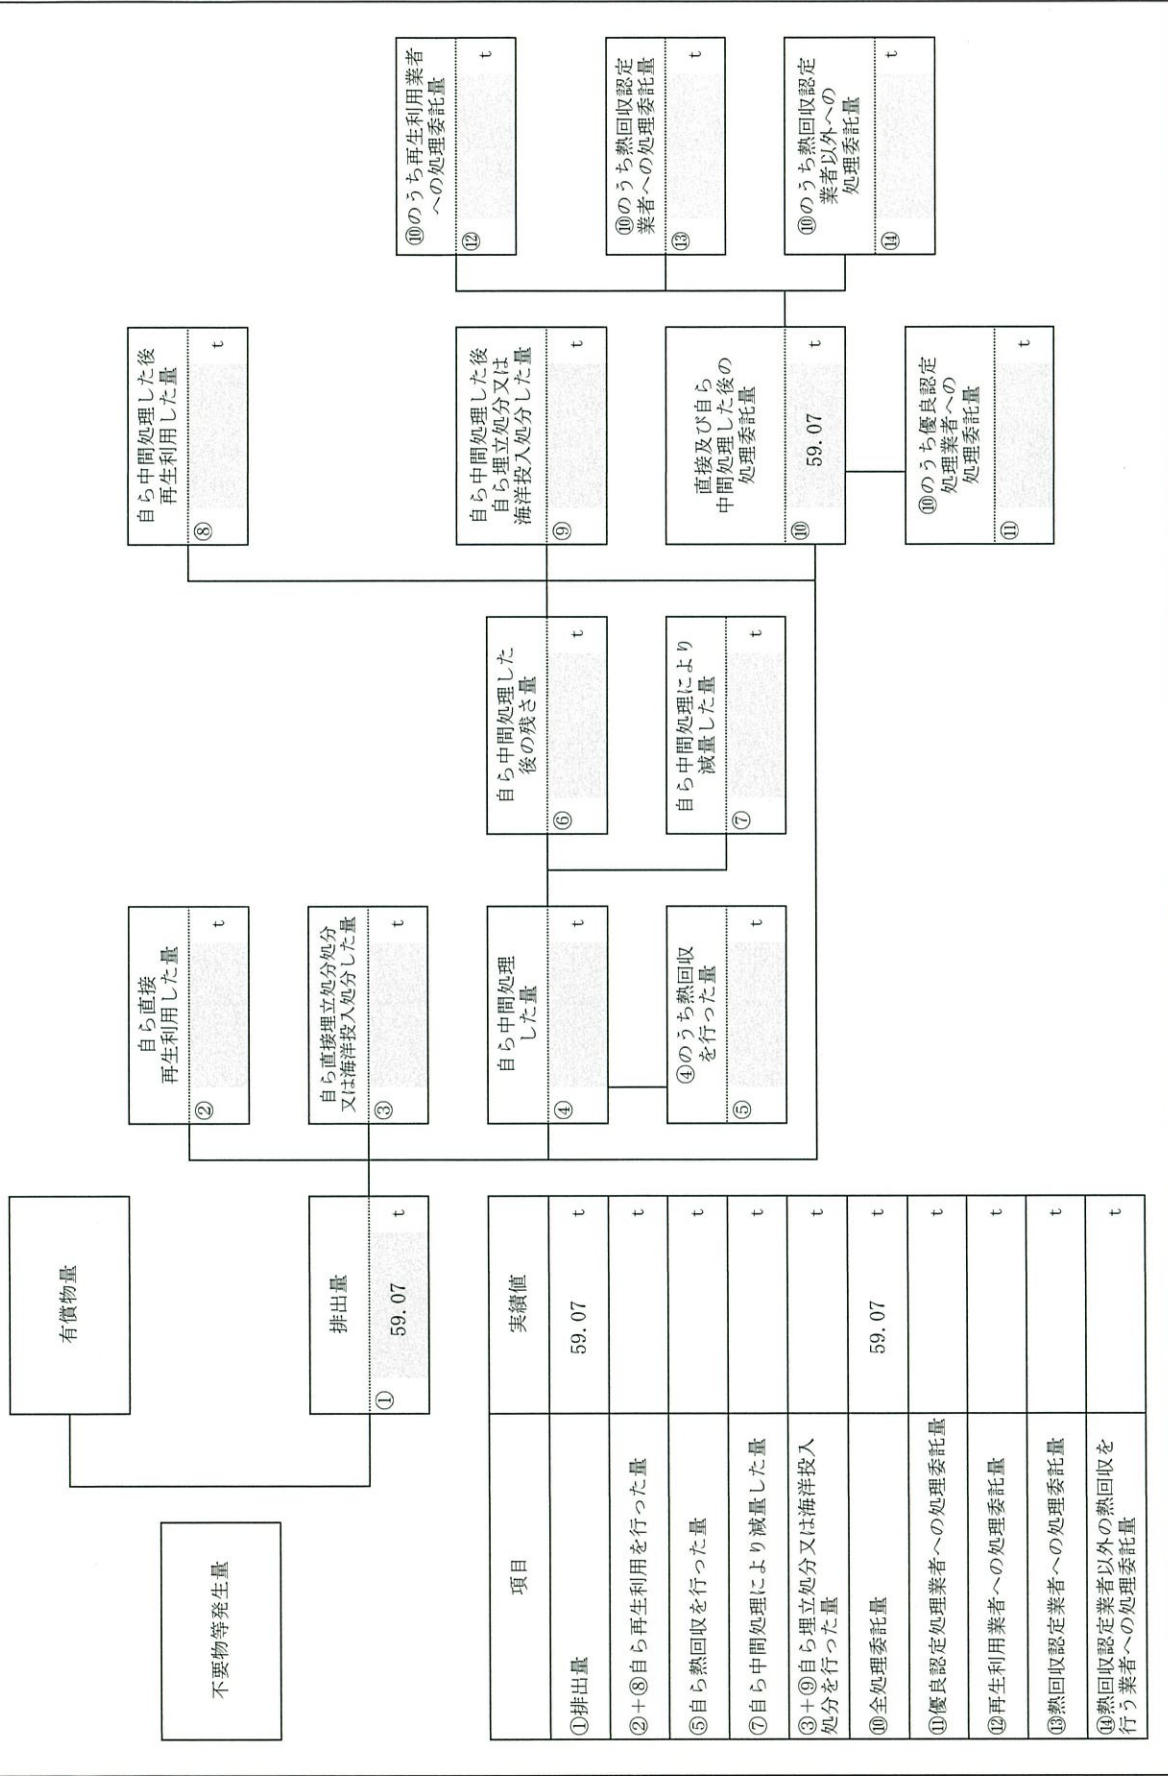 不要物等発生量
有償物量
排出量
① 59.07 t
自ら直接
再生利用した量
② t
自ら直接埋立処分処分
又は海洋投入処分した量
③ t
自ら中間処理
した量
④ t
④のうち熱回収
を行った量
⑤ t
自ら中間処理した
後の残さ量
⑥ t
自ら中間処理により
減量した量
⑦ t
自ら中間処理した後
再生利用した量
⑧ t
自ら中間処理した後
自ら埋立処分又は
海洋投入処分した量
⑨ t
直接及び自ら
中間処理した後の
処理委託量
⑩ 59.07 t
⑩のうち優良認定
処理業者への
処理委託量
⑪ t
⑩のうち再生利用業者
への処理委託量
⑫ t
⑩のうち熱回収認定
業者への処理委託量
⑬ t
⑩のうち熱回収認定
業者以外への
処理委託量
⑭ t
項目 実績値
①排出量 59.07 t
②+⑧自ら再生利用を行った量 t
⑤自ら熱回収を行った量 t
⑦自ら中間処理により減量した量 t
③+⑨自ら埋立処分又は海洋投入
処分を行った量 t
⑩全処理委託量 59.07 t
⑪優良認定処理業者への処理委託量 t
⑫再生利用業者への処理委託量 t
⑬熱回収認定業者への処理委託量 t
⑭熱回収認定業者以外の熱回収を
行う業者への処理委託量 t